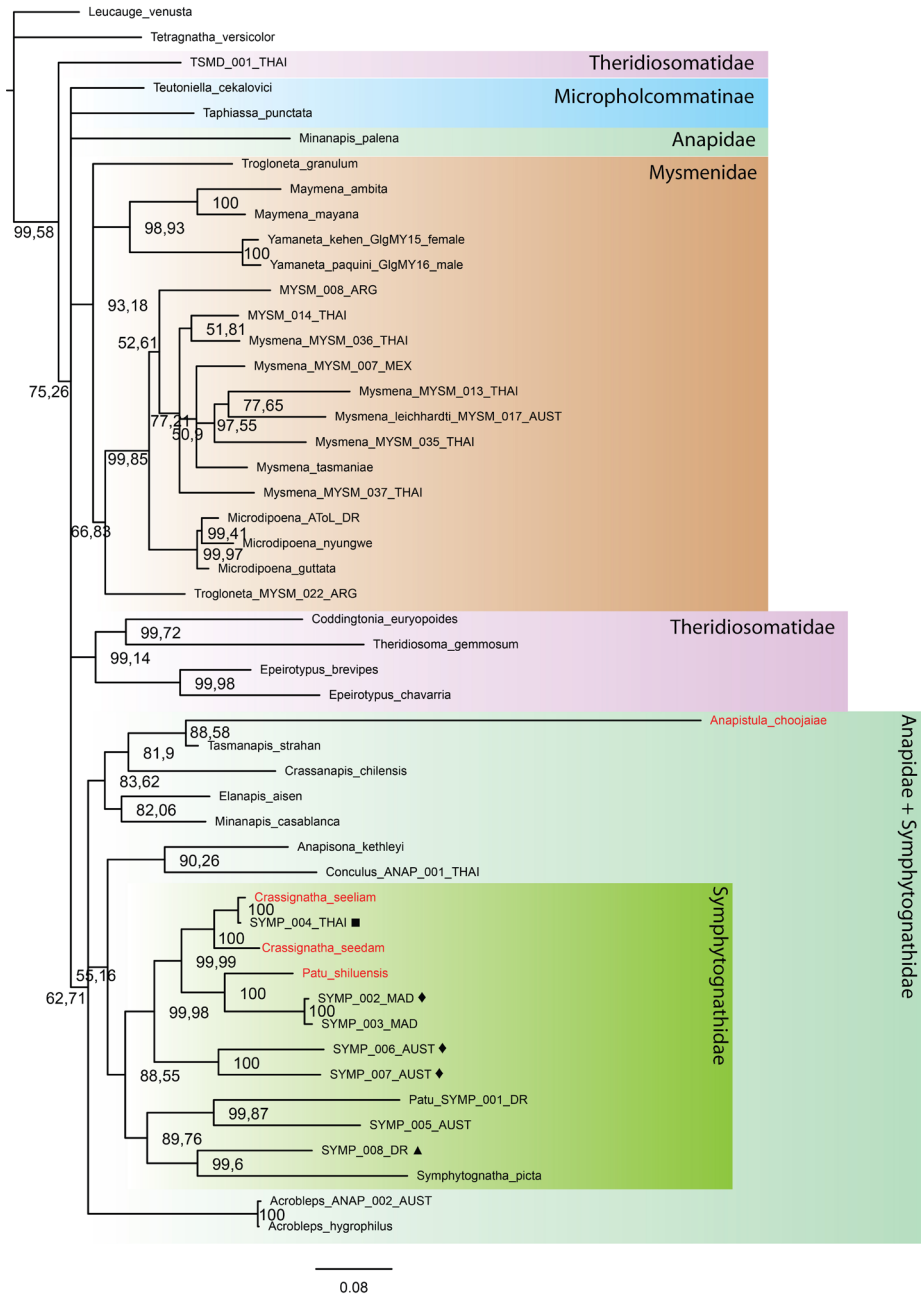 Leucauge_venusta
Tetragnatha_versicolor
TSMD_001_THAI
Theridiosomatidae
Teutoniella_cekalovici
Micropholcommatinae
Taphiassa_punctata
Minanapis_palena
Anapidae
Trogloneta_granulum
Mysmenidae
Maymena_ambita
100
Maymena_mayana
98,93
99,58
Yamaneta_kehen_GlgMY15_female
100
Yamaneta_paquini_GlgMY16_male
MYSM_008_ARG
93,18
MYSM_014_THAI
51,81
Mysmena_MYSM_036_THAI
52,61
Mysmena_MYSM_007_MEX
75,26
Mysmena_MYSM_013_THAI
77,65
Mysmena_leichhardti_MYSM_017_AUST
77,21
97,55
50,9
Mysmena_MYSM_035_THAI
99,85
Mysmena_tasmaniae
Mysmena_MYSM_037_THAI
Microdipoena_AToL_DR
66,83
99,41
Microdipoena_nyungwe
99,97
Microdipoena_guttata
Trogloneta_MYSM_022_ARG
Coddingtonia_euryopoides
Theridiosomatidae
99,72
Theridiosoma_gemmosum
99,14
Epeirotypus_brevipes
99,98
Epeirotypus_chavarria
Anapistula_choojaiae
88,58
Tasmanapis_strahan
81,9
Crassanapis_chilensis
83,62
Elanapis_aisen
82,06
Minanapis_casablanca
Anapidae + Symphytognathidae
Anapisona_kethleyi
90,26
Conculus_ANAP_001_THAI
Crassignatha_seeliam
100
SYMP_004_THAI ■
100
Crassignatha_seedam
99,99
Symphytognathidae
55,16
Patu_shiluensis
100
62,71
SYMP_002_MAD ♦
99,98
100
SYMP_003_MAD
SYMP_006_AUST ♦
100
88,55
SYMP_007_AUST ♦
Patu_SYMP_001_DR
99,87
SYMP_005_AUST
89,76
SYMP_008_DR ▲
99,6
Symphytognatha_picta
Acrobleps_ANAP_002_AUST
100
Acrobleps_hygrophilus
0.08